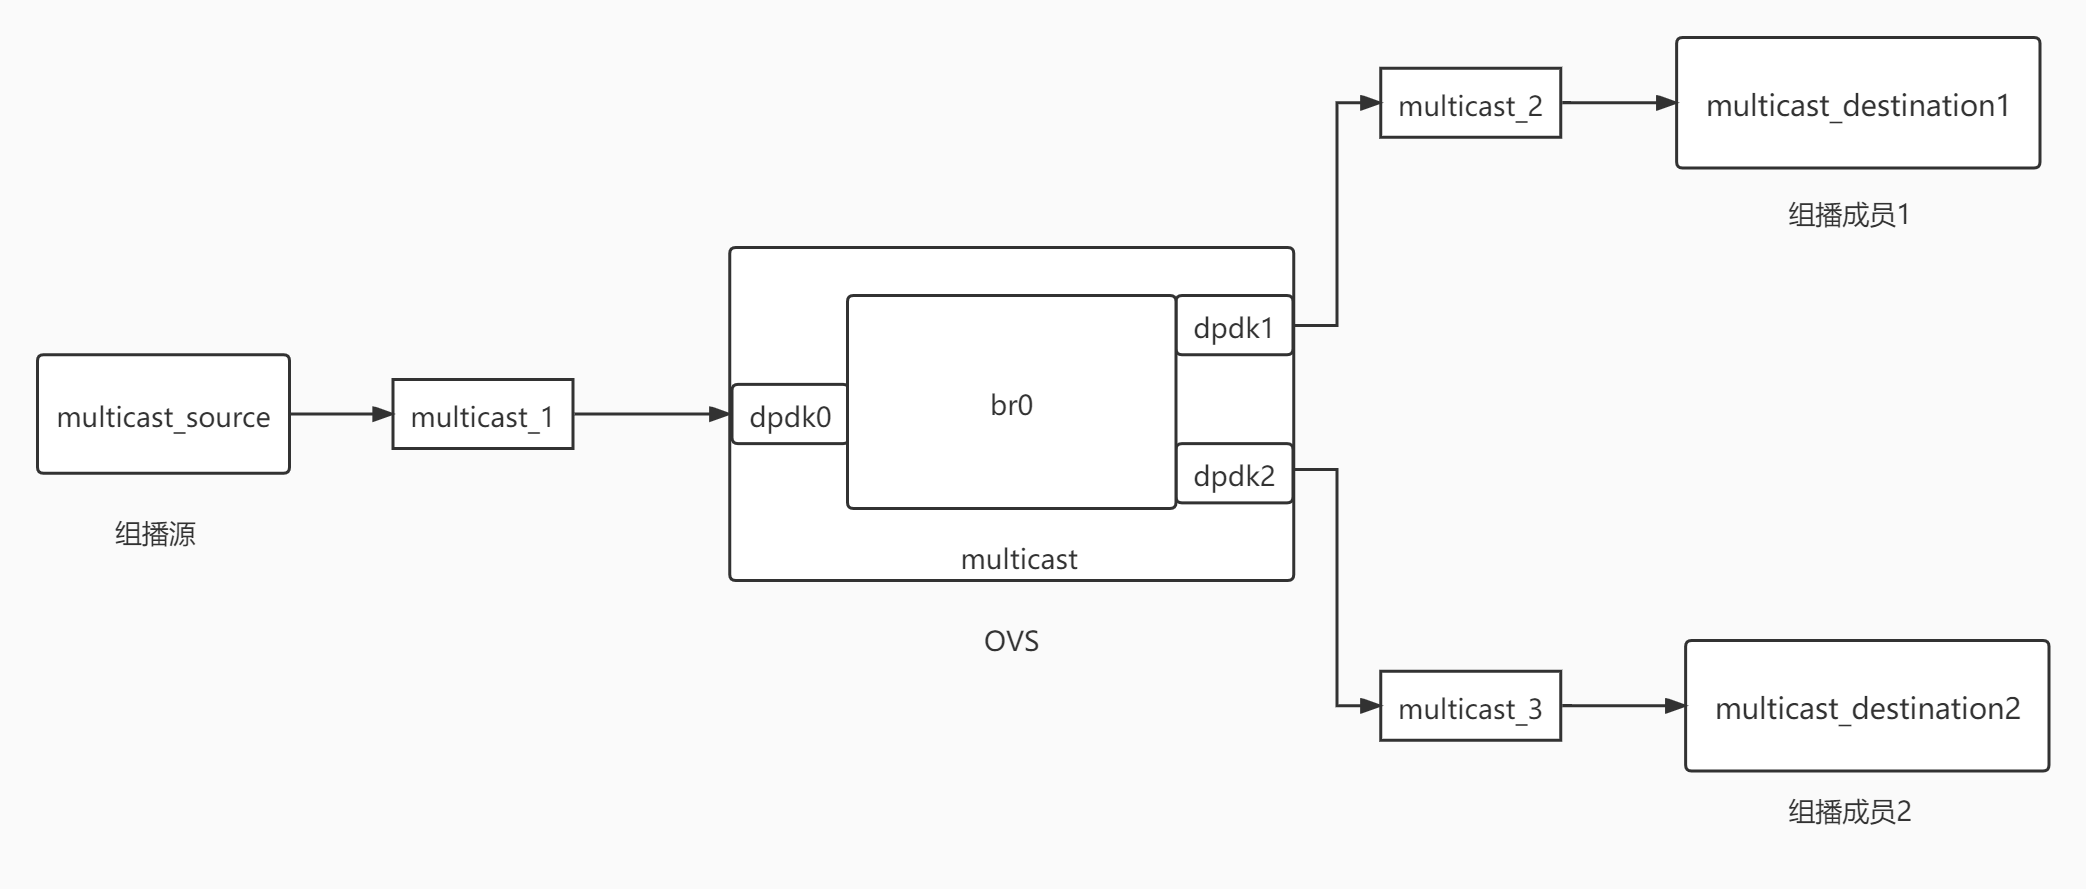 multicast_source
组播源
multicast_1
dpdk0
br0
dpdk1
dpdk2
multicast
OVS
multicast_2
multicast_destination1
组播成员1
multicast_3
multicast_destination2
组播成员2